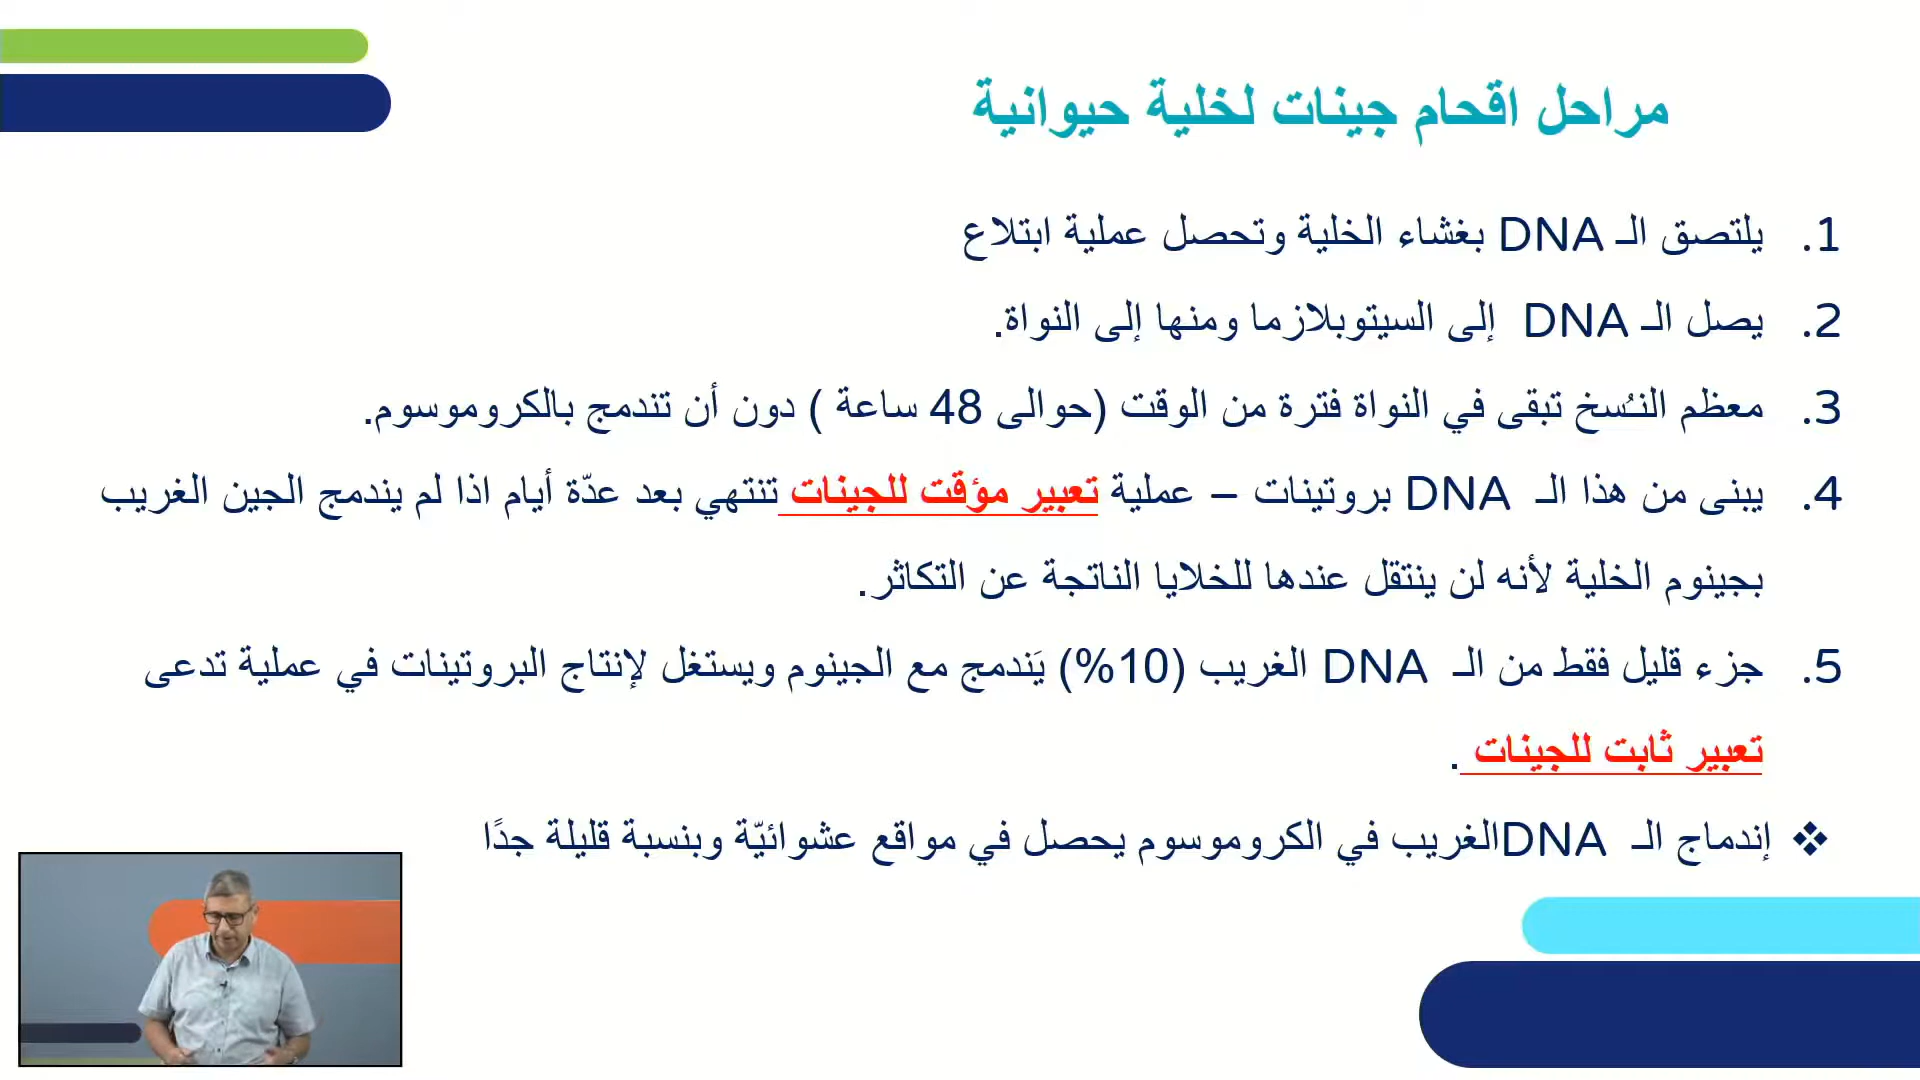 مراحل اقحام جينات لخلية حيوانية
1. يلتصق الـ DNA بغشاء الخلية وتحصل عملية ابتلاع
2. يصل الـ DNA إلى السيتوبلازما ومنها إلى النواة.
3. معظم النُسخ تبقى في النواة فترة من الوقت (حوالى 48 ساعة ) دون أن تندمج بالكروموسوم.
4. يبنى من هذا الـ DNA بروتينات – عملية تعبير مؤقت للجينات تنتهي بعد عدّة أيام اذا لم يندمج الجين الغريب
بجينوم الخلية لأنه لن ينتقل عندها للخلايا الناتجة عن التكاثر.
5. جزء قليل فقط من الـ DNA الغريب (10%) يَندمج مع الجينوم ويستغل لإنتاج البروتينات في عملية تدعى
تعبير ثابت للجينات .
❖ إندماج الـ DNAالغريب في الكروموسوم يحصل في مواقع عشوائيّة وبنسبة قليلة جدًا